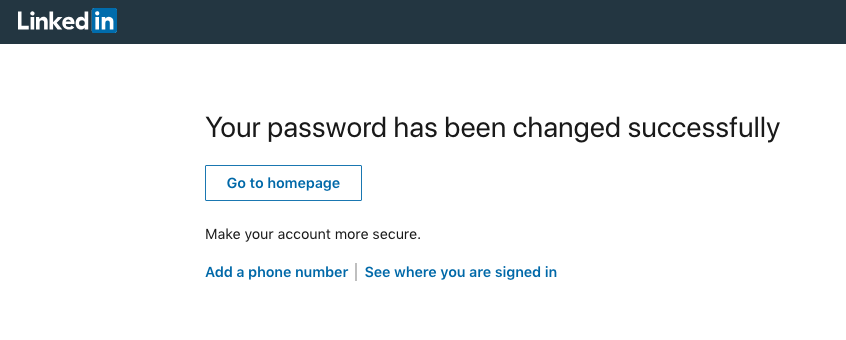 Linkedin
Your password has been changed successfully
Go to homepage
Make your account more secure.
Add a phone number | See where you are signed in